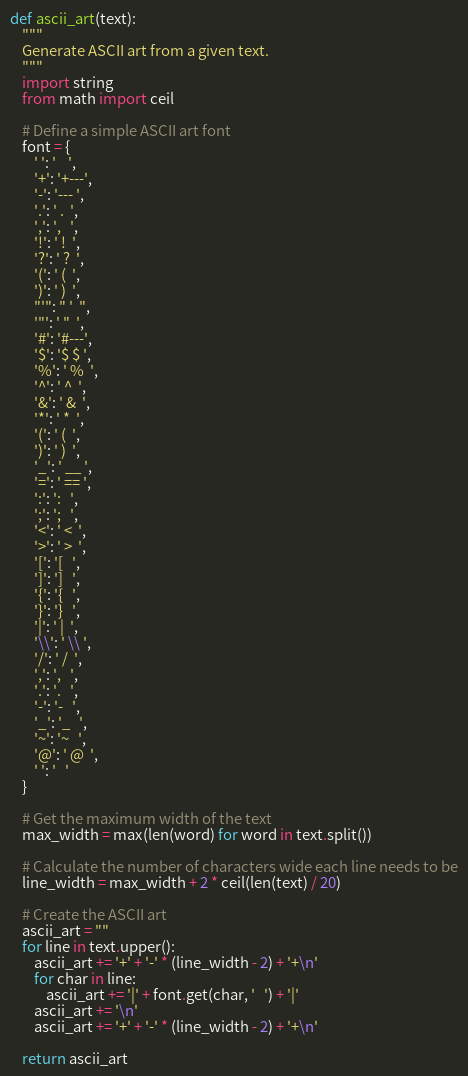 def ascii_art(text):
    """
    Generate ASCII art from a given text.
    """
    import string
    from math import ceil

    # Define a simple ASCII art font
    font = {
        ' ': '   ',
        '+': '+---',
        '-': '--- ',
        '.': ' .  ',
        ',': ',   ',
        '!': ' !  ',
        '?': ' ?  ',
        '(': ' (  ',
        ')': ' )  ',
        "'": " '  ",
        '"': ' "  ',
        '#': '#---',
        '$': '$ $ ',
        '%': ' %  ',
        '^': ' ^  ',
        '&': ' &  ',
        '*': ' *  ',
        '(': ' (  ',
        ')': ' )  ',
        '_': ' __ ',
        '=': ' == ',
        ':': ':   ',
        ';': ';   ',
        '<': ' <  ',
        '>': ' >  ',
        '[': '[   ',
        ']': ']   ',
        '{': '{   ',
        '}': '}   ',
        '|': ' |  ',
        '\\': ' \\ ',
        '/': ' /  ',
        ',': ',   ',
        '.': '.   ',
        '-': '-   ',
        '_': '_   ',
        '~': '~   ',
        '@': ' @  ',
        ' ': '   '
    }

    # Get the maximum width of the text
    max_width = max(len(word) for word in text.split())

    # Calculate the number of characters wide each line needs to be
    line_width = max_width + 2 * ceil(len(text) / 20)

    # Create the ASCII art
    ascii_art = ""
    for line in text.upper():
        ascii_art += '+' + '-' * (line_width - 2) + '+\n'
        for char in line:
            ascii_art += '|' + font.get(char, '   ') + '|'
        ascii_art += '\n'
        ascii_art += '+' + '-' * (line_width - 2) + '+\n'

    return ascii_art